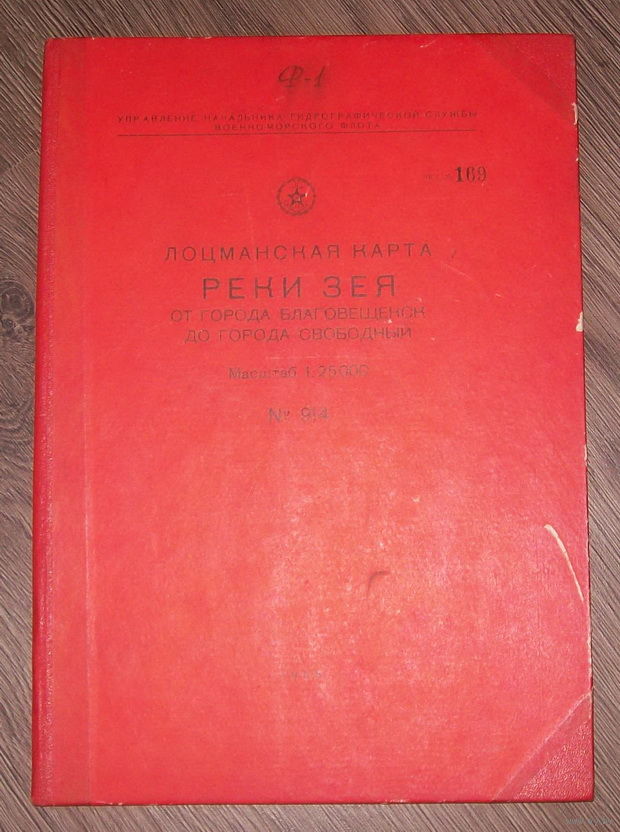 Ф-1
УПРАВЛЕНИЕ НАЧАЛЬНИКА ГИДРОГРАФИЧЕСКОЙ СЛУЖБЫ
ВОЕННО-МОРСКОГО ФЛОТА
169
ЛОЦМАНСКАЯ КАРТА
РЕКИ ЗЕЯ
ОТ ГОРОДА БЛАГОВЕЩЕНСК
ДО ГОРОДА СВОБОДНЫЙ
Масштаб 1:25000
№ 914